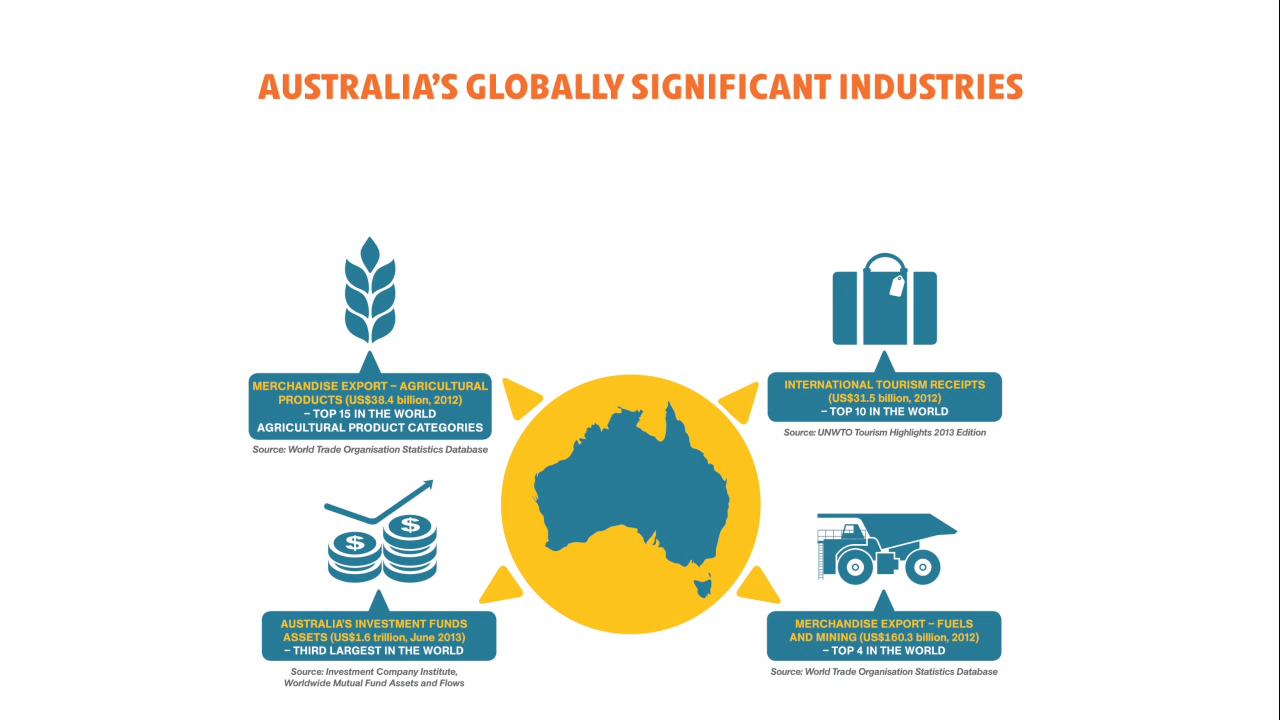 AUSTRALIA'S GLOBALLY SIGNIFICANT INDUSTRIES
MERCHANDISE EXPORT – AGRICULTURAL
PRODUCTS (US$38.4 billion, 2012)
– TOP 15 IN THE WORLD
AGRICULTURAL PRODUCT CATEGORIES
Source: World Trade Organisation Statistics Database
INTERNATIONAL TOURISM RECEIPTS
(US$31.5 billion, 2012)
– TOP 10 IN THE WORLD
Source: UNWTO Tourism Highlights 2013 Edition
$
$
AUSTRALIA'S INVESTMENT FUNDS
ASSETS (US$1.6 trillion, June 2013)
– THIRD LARGEST IN THE WORLD
Source: Investment Company Institute,
Worldwide Mutual Fund Assets and Flows
MERCHANDISE EXPORT – FUELS
AND MINING (US$160.3 billion, 2012)
– TOP 4 IN THE WORLD
Source: World Trade Organisation Statistics Database